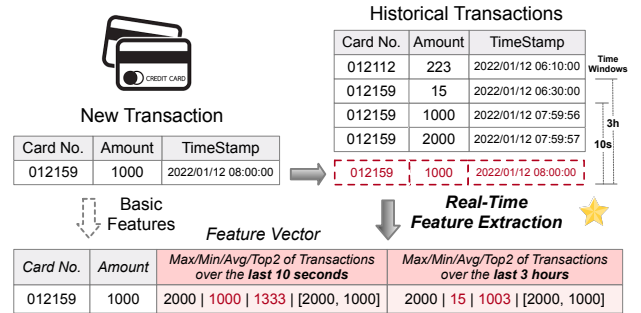 Historical Transactions
Card No. Amount TimeStamp
012112 223 2022/01/12 06:10:00
012159 15 2022/01/12 06:30:00
012159 1000 2022/01/12 07:59:56
012159 2000 2022/01/12 07:59:57
012159 1000 2022/01/12 08:00:00
Time
Windows
3h
10s
CREDIT CARD
New Transaction
Card No. Amount TimeStamp
012159 1000 2022/01/12 08:00:00
Basic
Features
Real-Time
Feature Extraction
Feature Vector
Card No. Amount Max/Min/Avg/Top2 of Transactions over the last 10 seconds Max/Min/Avg/Top2 of Transactions over the last 3 hours
012159 1000 2000 | 1000 | 1333 | [2000, 1000] 2000 | 15 | 1003 | [2000, 1000]